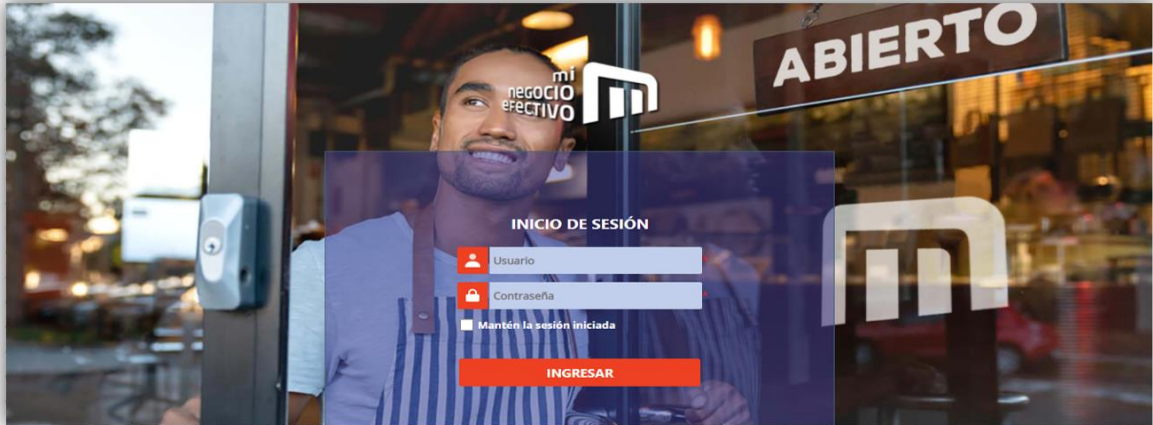 ABIERTO
mi
negocio
efectivo
INICIO DE SESIÓN
Usuario
*
Contraseña
*
Mantén la sesión iniciada
INGRESAR